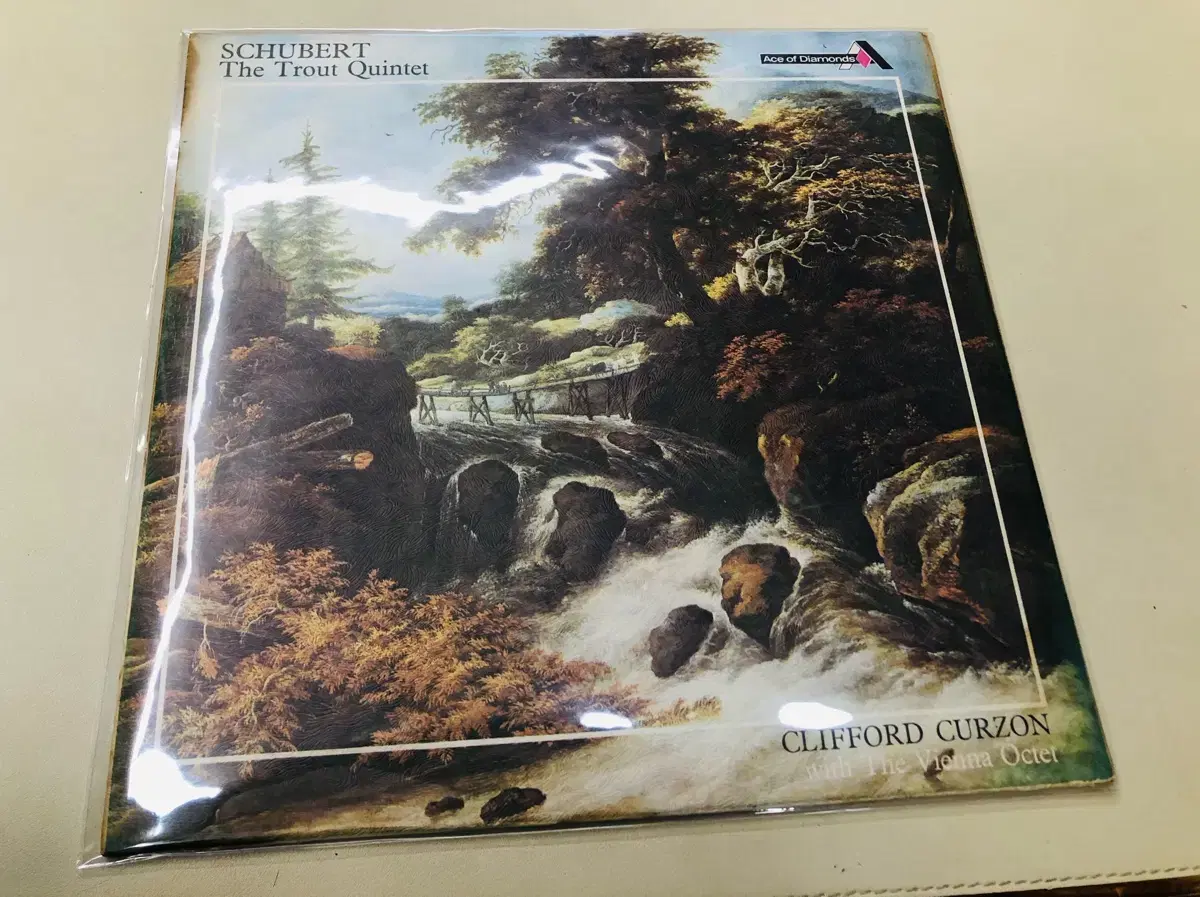 SCHUBERT
The Trout Quintet
Ace of Diamonds
CLIFFORD CURZON
with The Vienna Octet